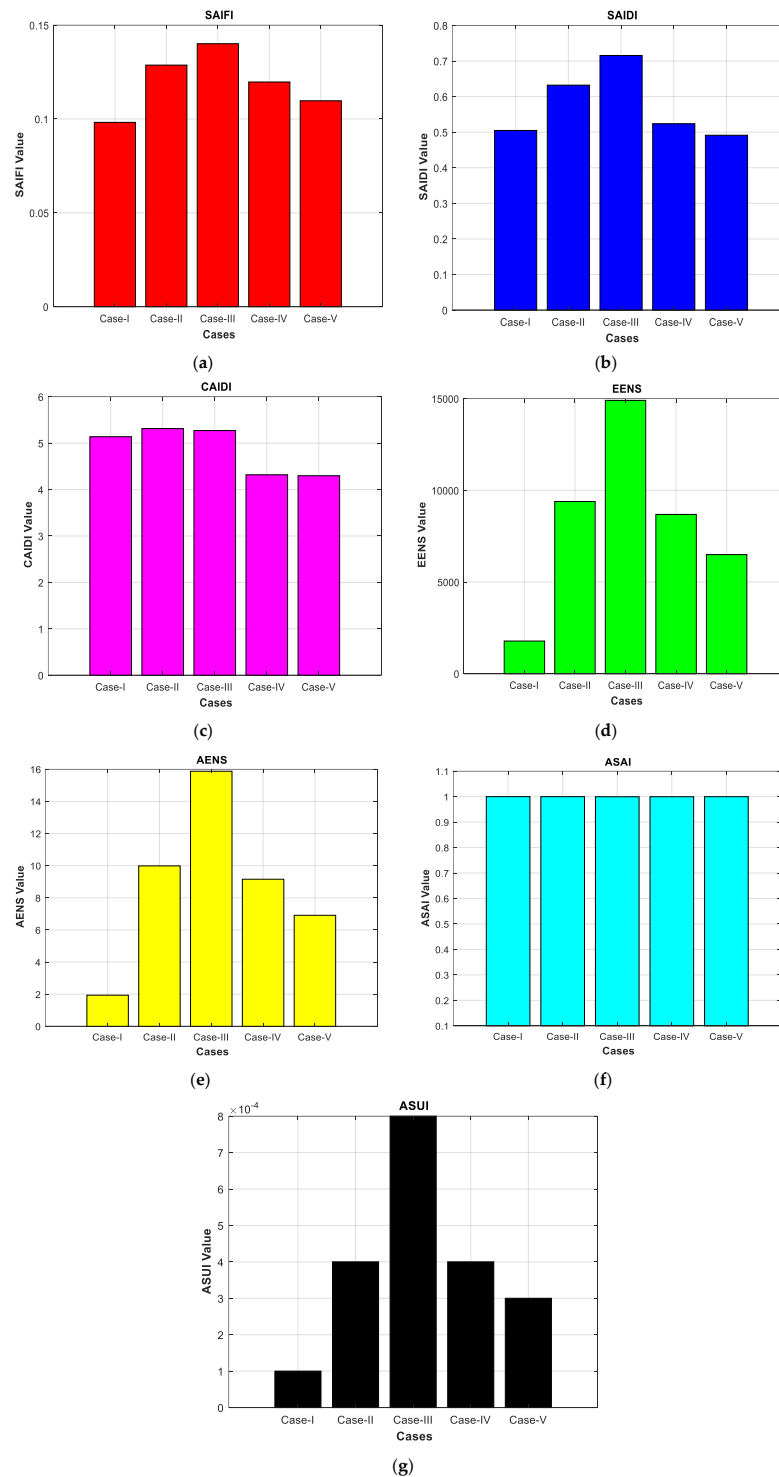 SAIFI
0.15
0.1
0.05
0
SAIFI Value
Case-I Case-II Case-III Case-IV Case-V
Cases
(a)
SAIDI
0.8
0.7
0.6
0.5
0.4
0.3
0.2
0.1
0
SAIDI Value
Case-I Case-II Case-III Case-IV Case-V
Cases
(b)
CAIDI
6
5
4
3
2
1
0
CAIDI Value
Case-I Case-II Case-III Case-IV Case-V
Cases
(c)
EENS
15000
10000
5000
0
EENS Value
Case-I Case-II Case-III Case-IV Case-V
Cases
(d)
AENS
16
14
12
10
8
6
4
2
0
AENS Value
Case-I Case-II Case-III Case-IV Case-V
Cases
(e)
ASAI
1.1
1
0.9
0.8
0.7
0.6
0.5
0.4
0.3
0.2
0.1
ASAI Value
Case-I Case-II Case-III Case-IV Case-V
Cases
(f)
×10-4
ASUI
8
7
6
5
4
3
2
1
0
ASUI Value
Case-I Case-II Case-III Case-IV Case-V
Cases
(g)